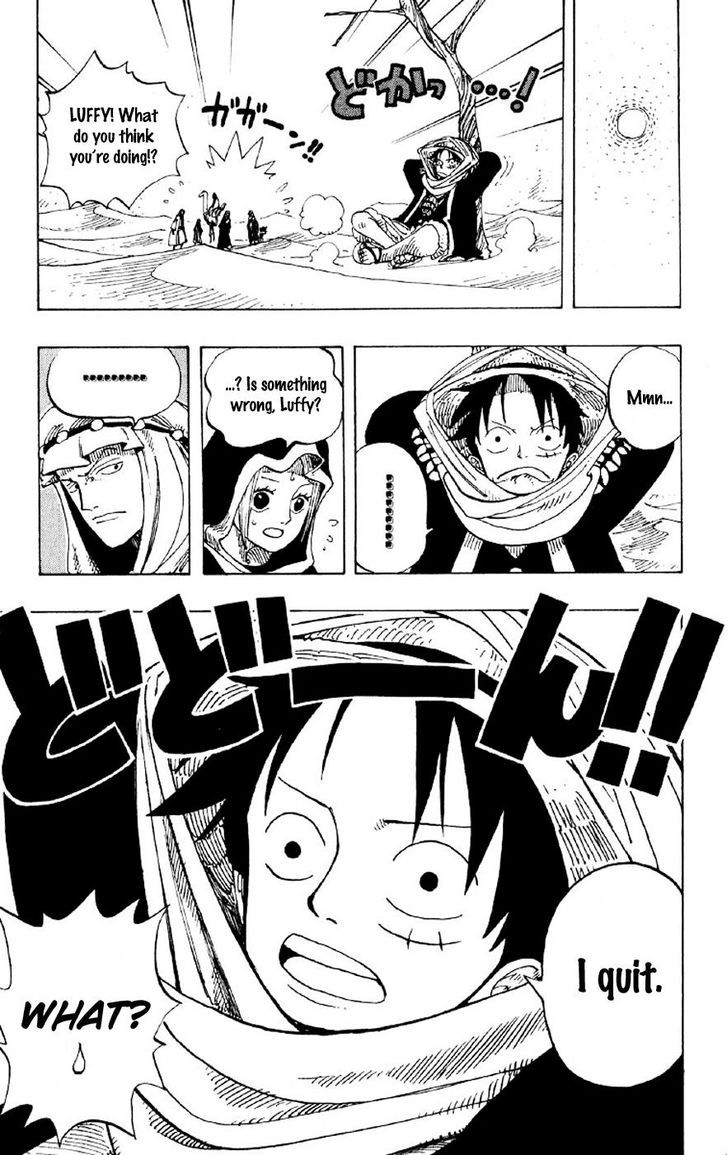 どかっ…!
ガガーン!!
LUFFY! What
do you think
you're doing!?
Mmn...
..........
...? Is something
wrong, Luffy?
..........
どどーん!!
I quit.
WHAT?